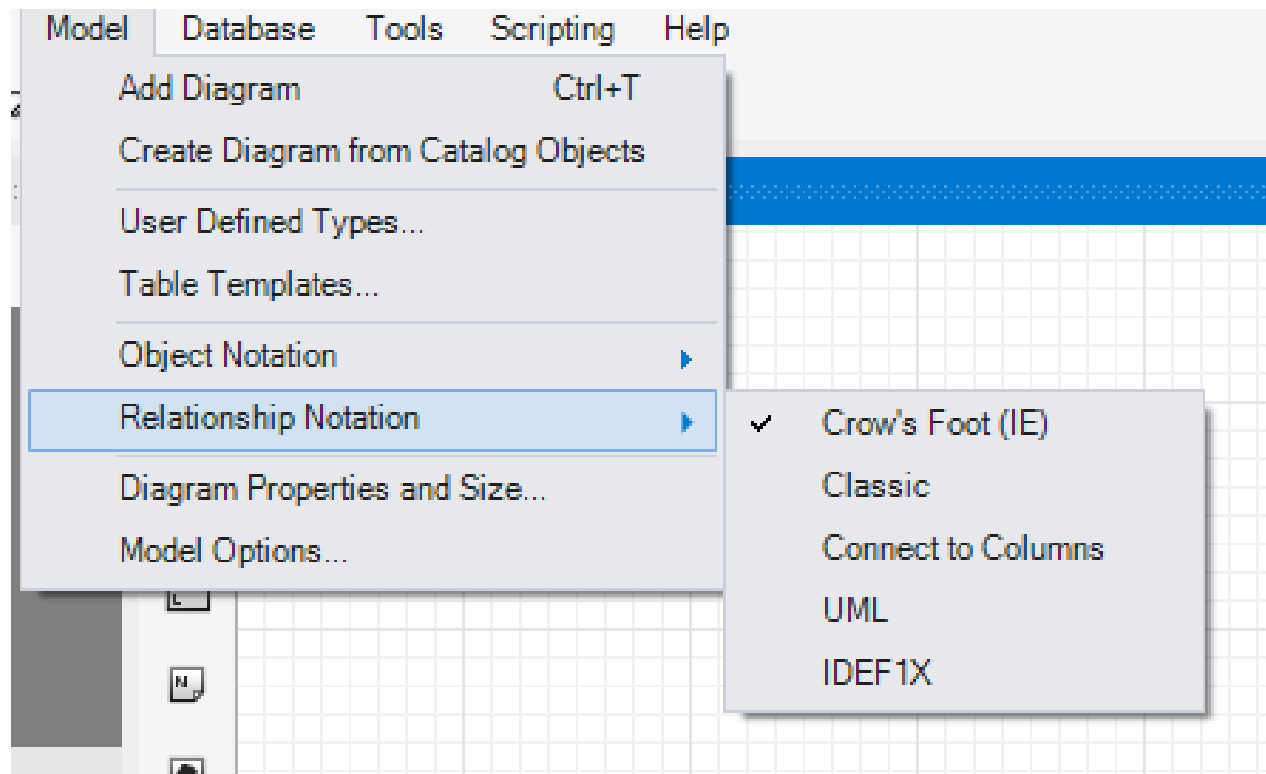 Model Database Tools Scripting Help
Add Diagram Ctrl+T
Create Diagram from Catalog Objects
User Defined Types...
Table Templates...
Object Notation
Relationship Notation
Diagram Properties and Size...
Model Options...
Crow's Foot (IE)
Classic
Connect to Columns
UML
IDEF1X
N